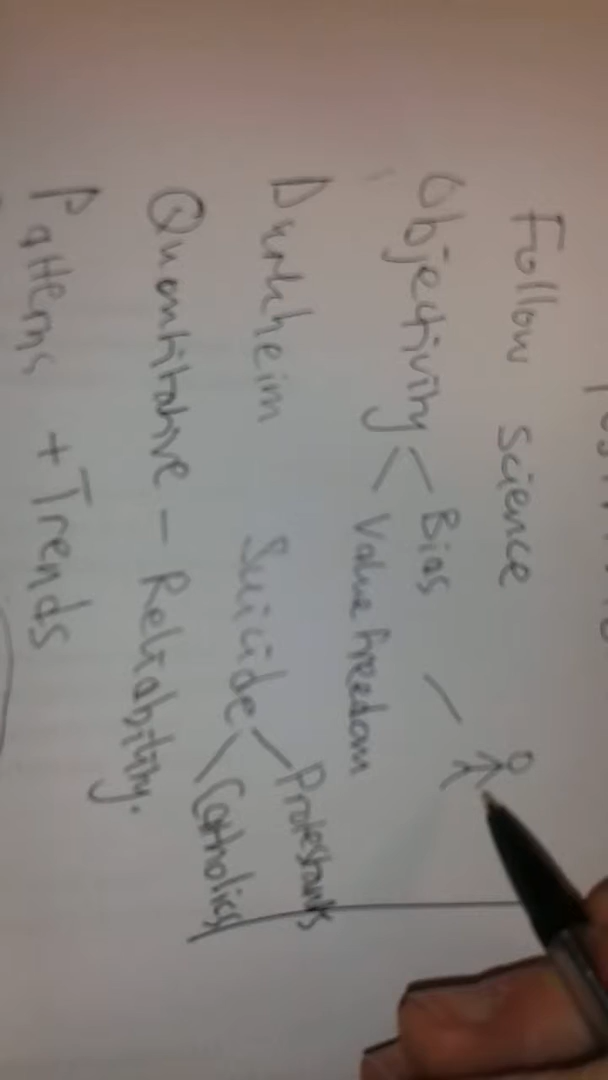 Follow science
Objectivity < Bias –
Value freedom
Durkheim Suicide < Protestants
Catholics
Quantitative – Reliability.
Patterns + Trends